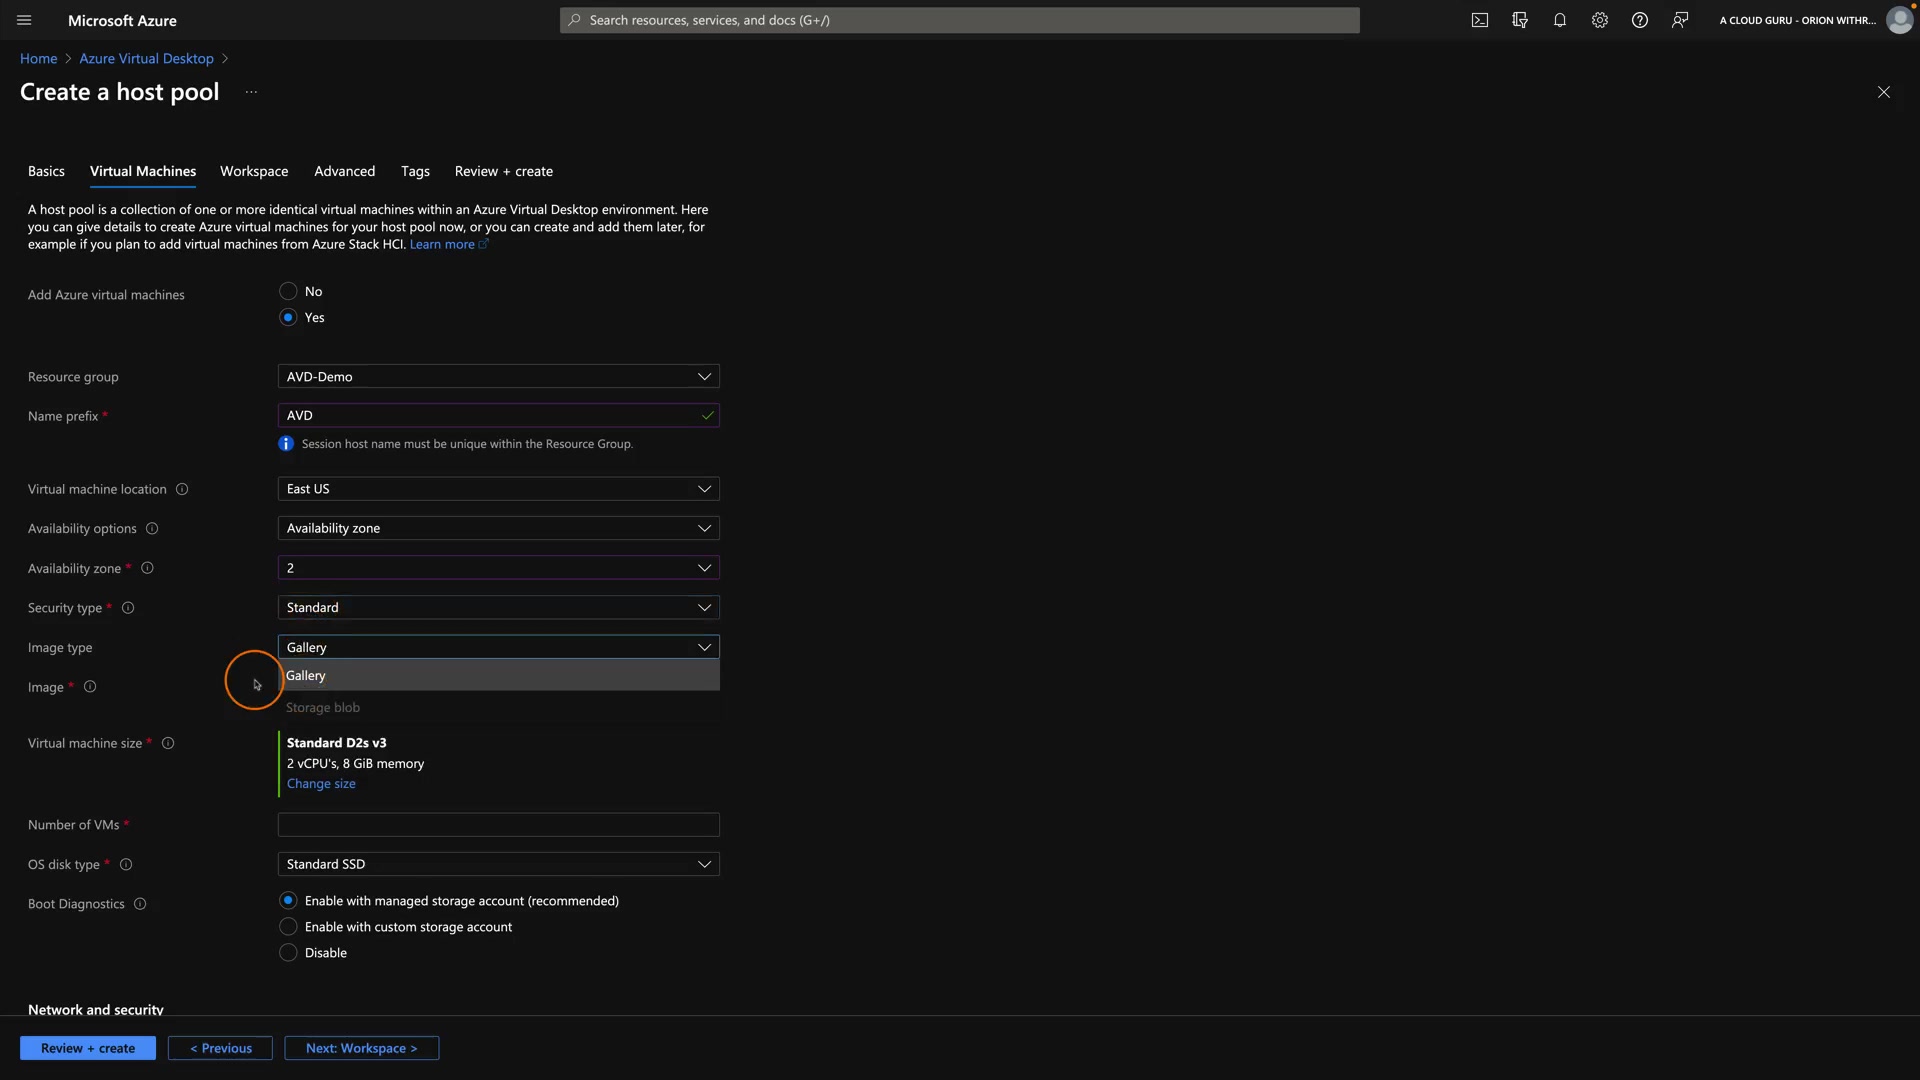 Microsoft Azure
Search resources, services, and docs (G+/)
A CLOUD GURU - ORION WITHR...
Home > Azure Virtual Desktop >
Create a host pool ...
Basics Virtual Machines Workspace Advanced Tags Review + create
A host pool is a collection of one or more identical virtual machines within an Azure Virtual Desktop environment. Here
you can give details to create Azure virtual machines for your host pool now, or you can create and add them later, for
example if you plan to add virtual machines from Azure Stack HCI. Learn more
Add Azure virtual machines
No
Yes
Resource group
AVD-Demo
Name prefix *
AVD
Session host name must be unique within the Resource Group.
Virtual machine location
East US
Availability options
Availability zone
Availability zone *
2
Security type *
Standard
Image type
Gallery
Gallery
Image *
Storage blob
Virtual machine size *
Standard D2s v3
2 vCPU's, 8 GiB memory
Change size
Number of VMs *
OS disk type *
Standard SSD
Boot Diagnostics
Enable with managed storage account (recommended)
Enable with custom storage account
Disable
Network and security
Review + create
< Previous
Next: Workspace >